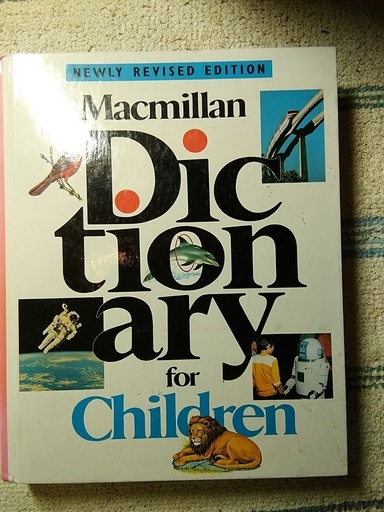 NEWLY REVISED EDITION
Macmillan
Dic
tion
ary
for
Children